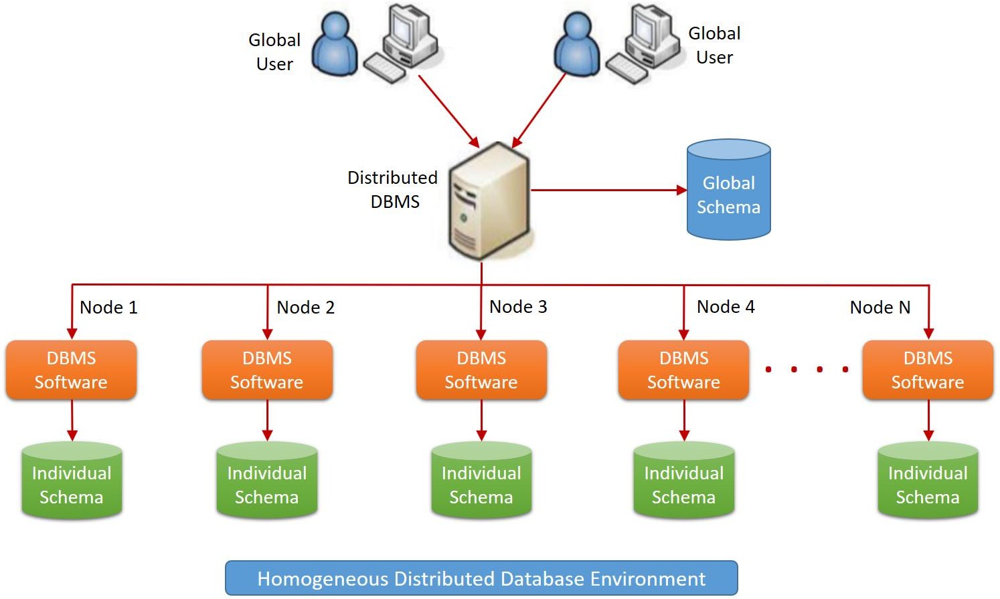 Global
User
Global
User
Distributed
DBMS
Global
Schema
Node 1
Node 2
Node 3
Node 4
Node N
DBMS
Software
DBMS
Software
DBMS
Software
DBMS
Software
DBMS
Software
Individual
Schema
Individual
Schema
Individual
Schema
Individual
Schema
Individual
Schema
Homogeneous Distributed Database Environment